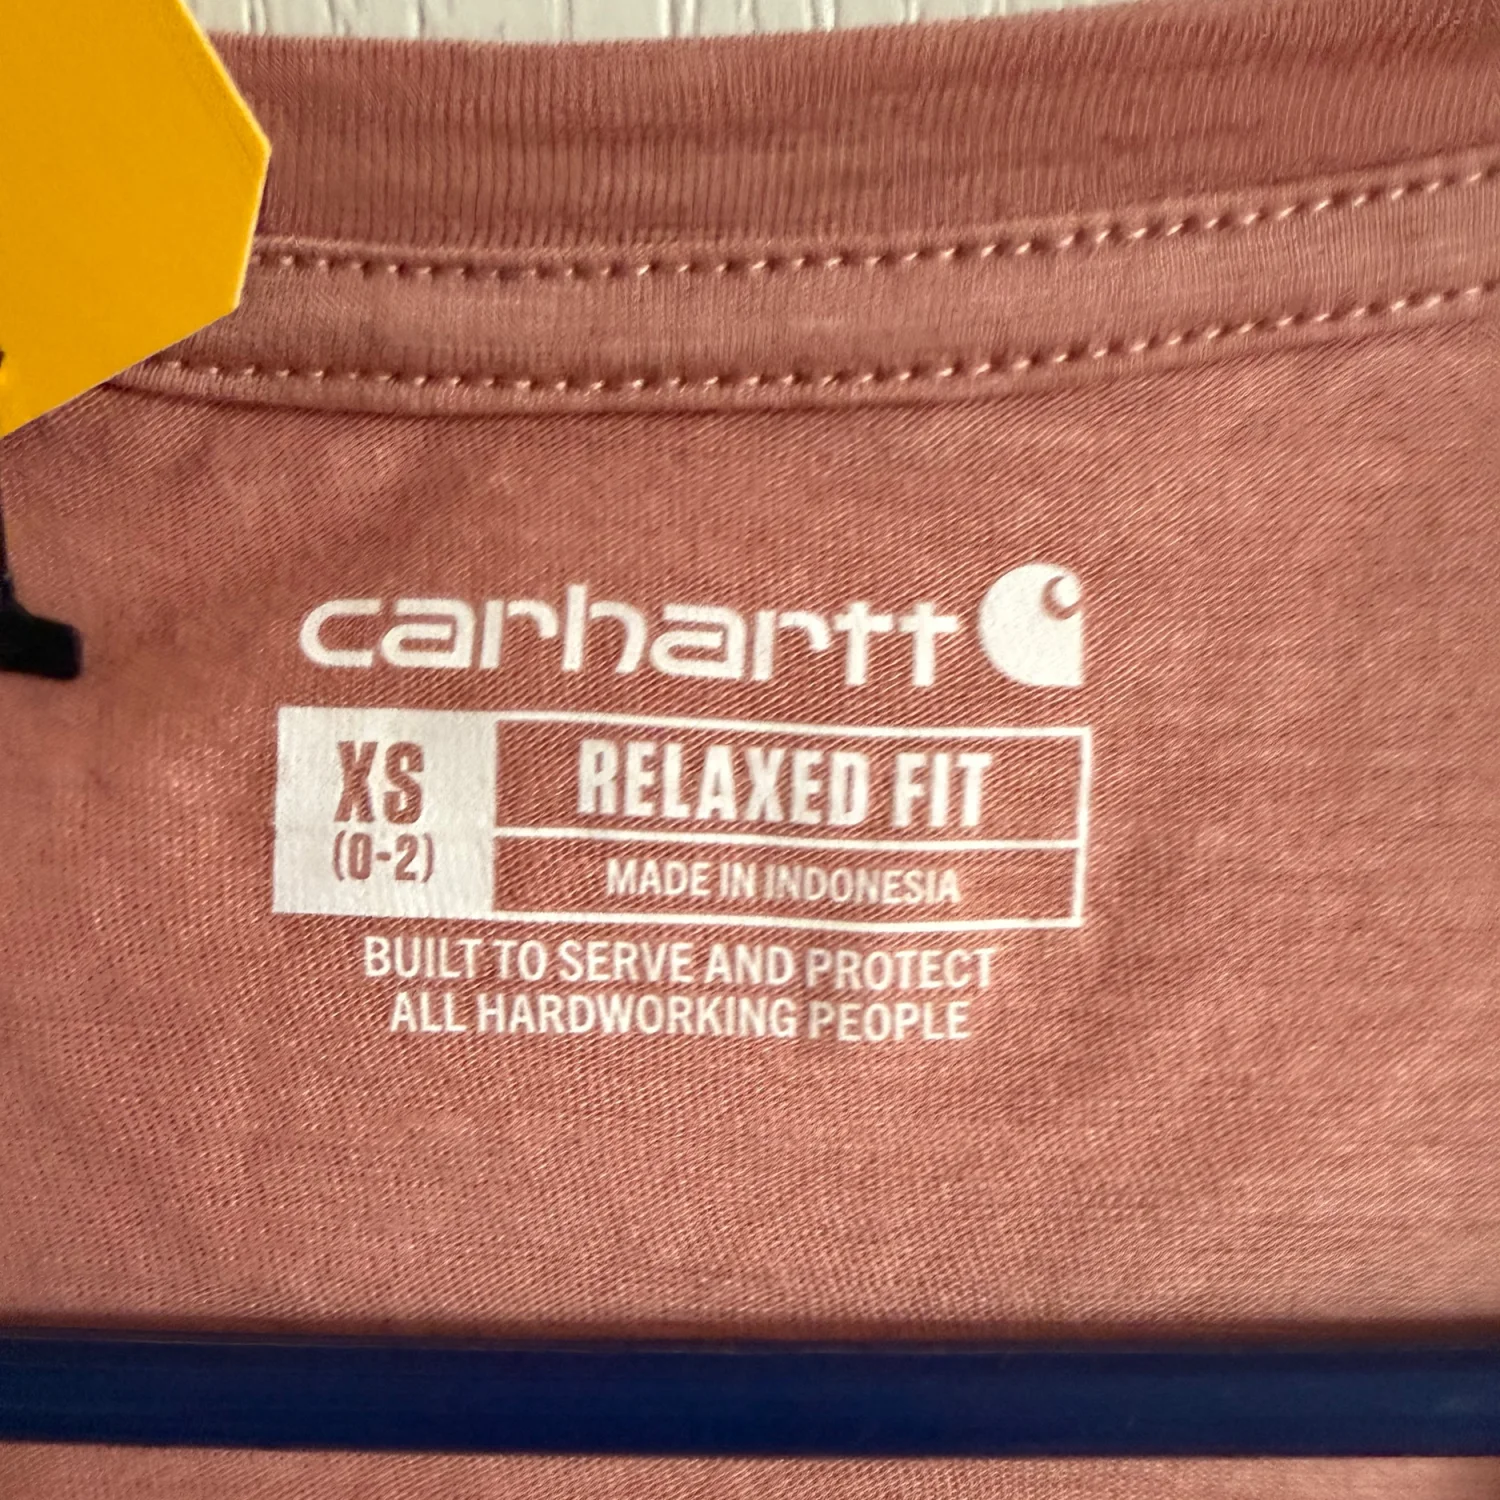 carhartt
XS
(0-2)
RELAXED FIT
MADE IN INDONESIA
BUILT TO SERVE AND PROTECT
ALL HARDWORKING PEOPLE